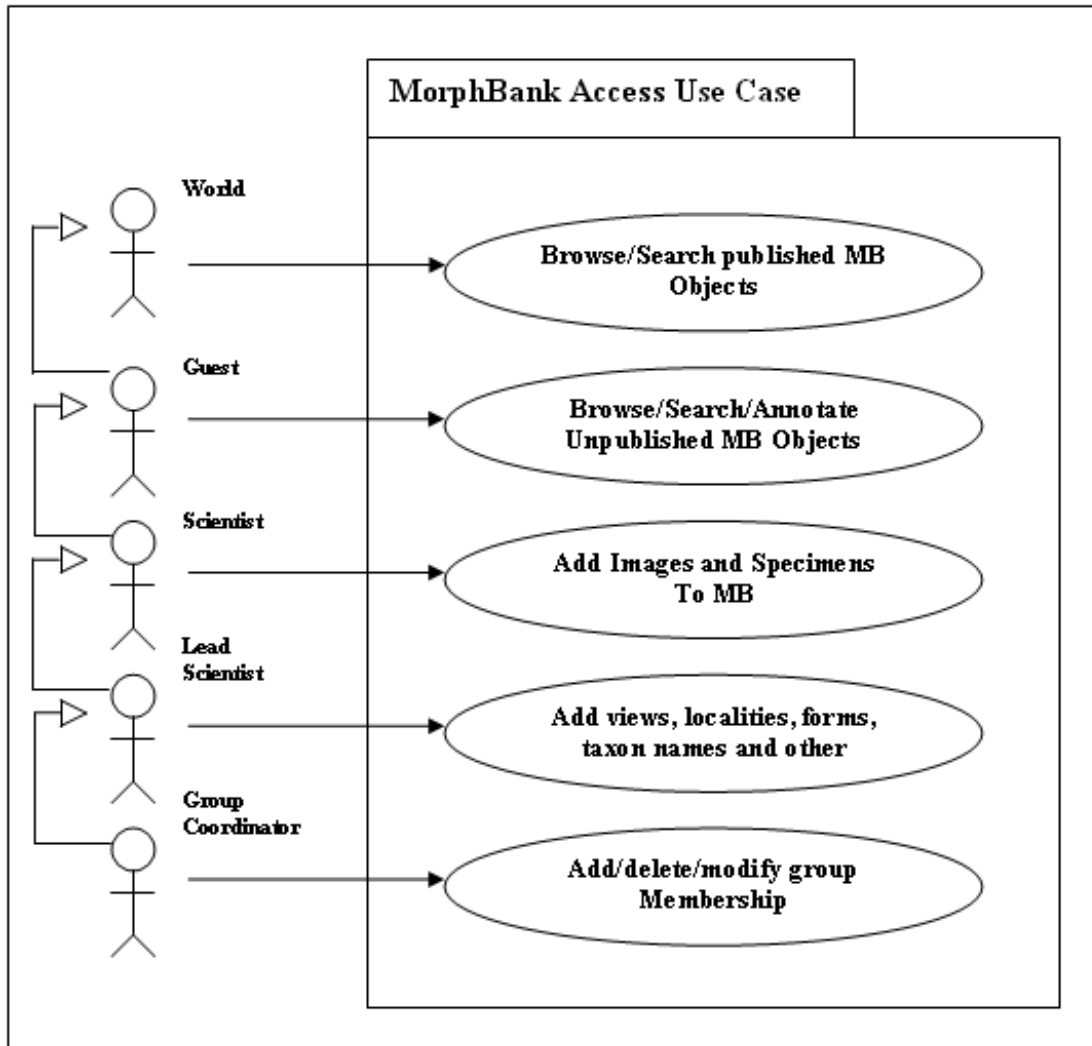 MorphBank Access Use Case
World
Browse/Search published MB
Objects
Guest
Browse/Search/Annotate
Unpublished MB Objects
Scientist
Add Images and Specimens
To MB
Lead
Scientist
Add views, localities, forms,
taxon names and other
Group
Coordinator
Add/delete/modify group
Membership